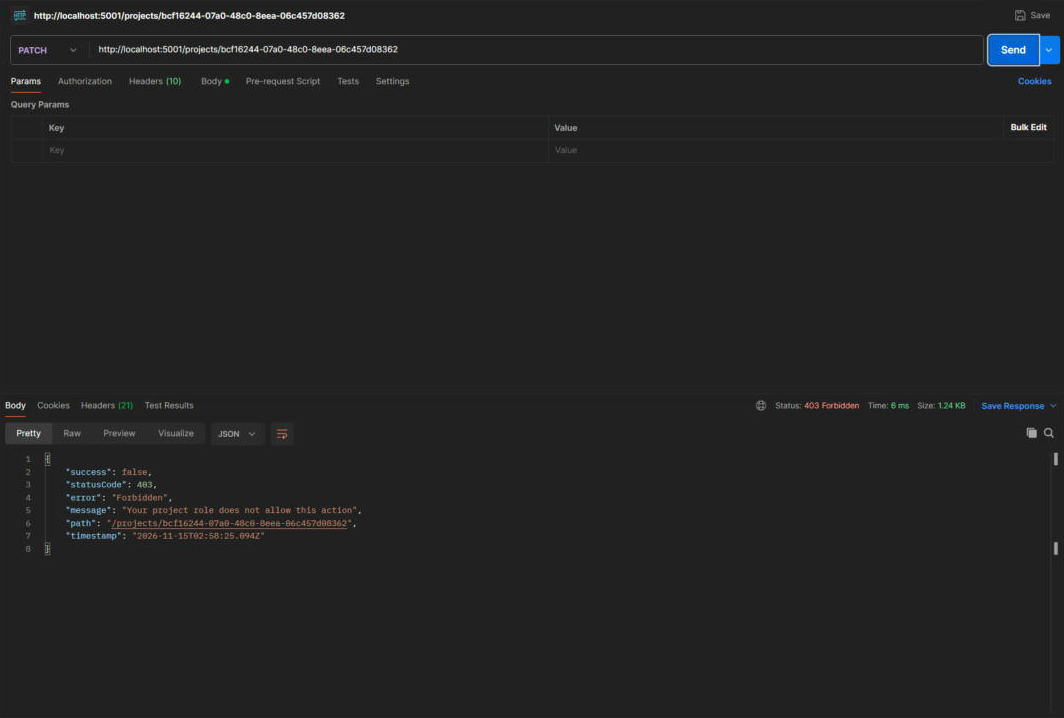 http://localhost:5001/projects/bcf16244-07a0-48c0-8eea-06c457d08362 Save
PATCH http://localhost:5001/projects/bcf16244-07a0-48c0-8eea-06c457d08362 Send
Params Authorization Headers (10) Body Pre-request Script Tests Settings Cookies
Query Params
Key Value Bulk Edit
Key Value
Body Cookies Headers (21) Test Results Status: 403 Forbidden Time: 6 ms Size: 1.24 KB Save Response
Pretty Raw Preview Visualize JSON
1 {
2 "success": false,
3 "statusCode": 403,
4 "error": "Forbidden",
5 "message": "Your project role does not allow this action",
6 "path": "/projects/bcf16244-07a0-48c0-8eea-06c457d08362",
7 "timestamp": "2026-11-15T02:58:25.094Z"
8 }